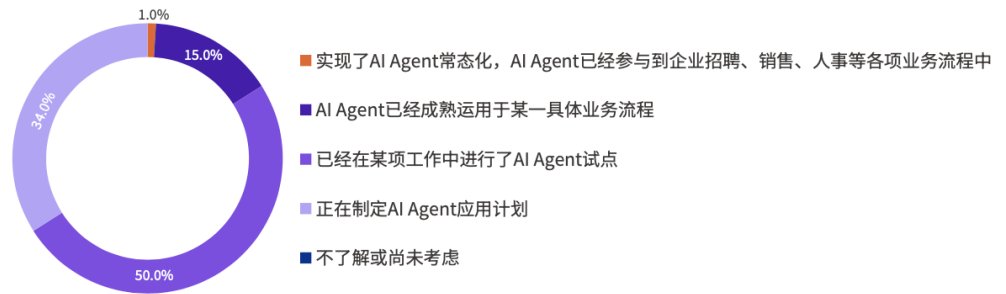 1.0%
15.0%
34.0%
50.0%
实现了AI Agent常态化，AI Agent已经参与到企业招聘、销售、人事等各项业务流程中
AI Agent已经成熟运用于某一具体业务流程
已经在某项工作中进行了AI Agent试点
正在制定AI Agent应用计划
不了解或尚未考虑